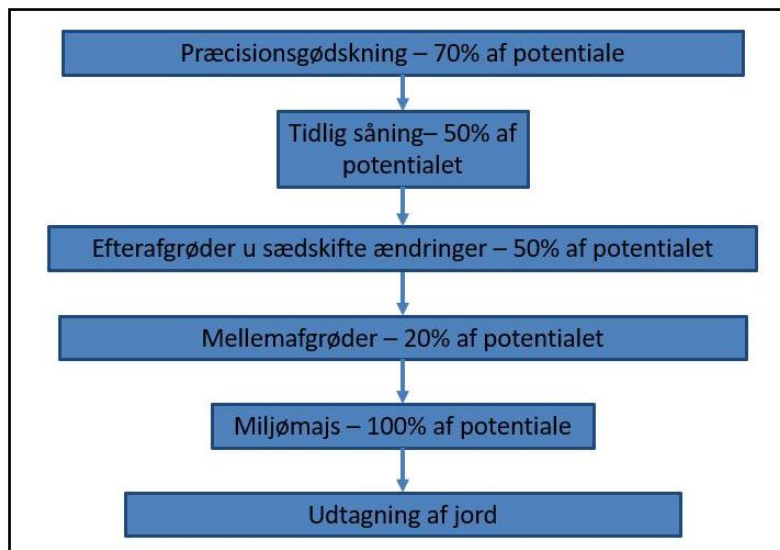 Præcisionsgødskning – 70% af potentiale
Tidlig såning– 50% af
potentialet
Efterafgrøder u sædskifte ændringer – 50% af potentialet
Mellemafgrøder – 20% af potentialet
Miljømajs – 100% af potentiale
Udtagning af jord